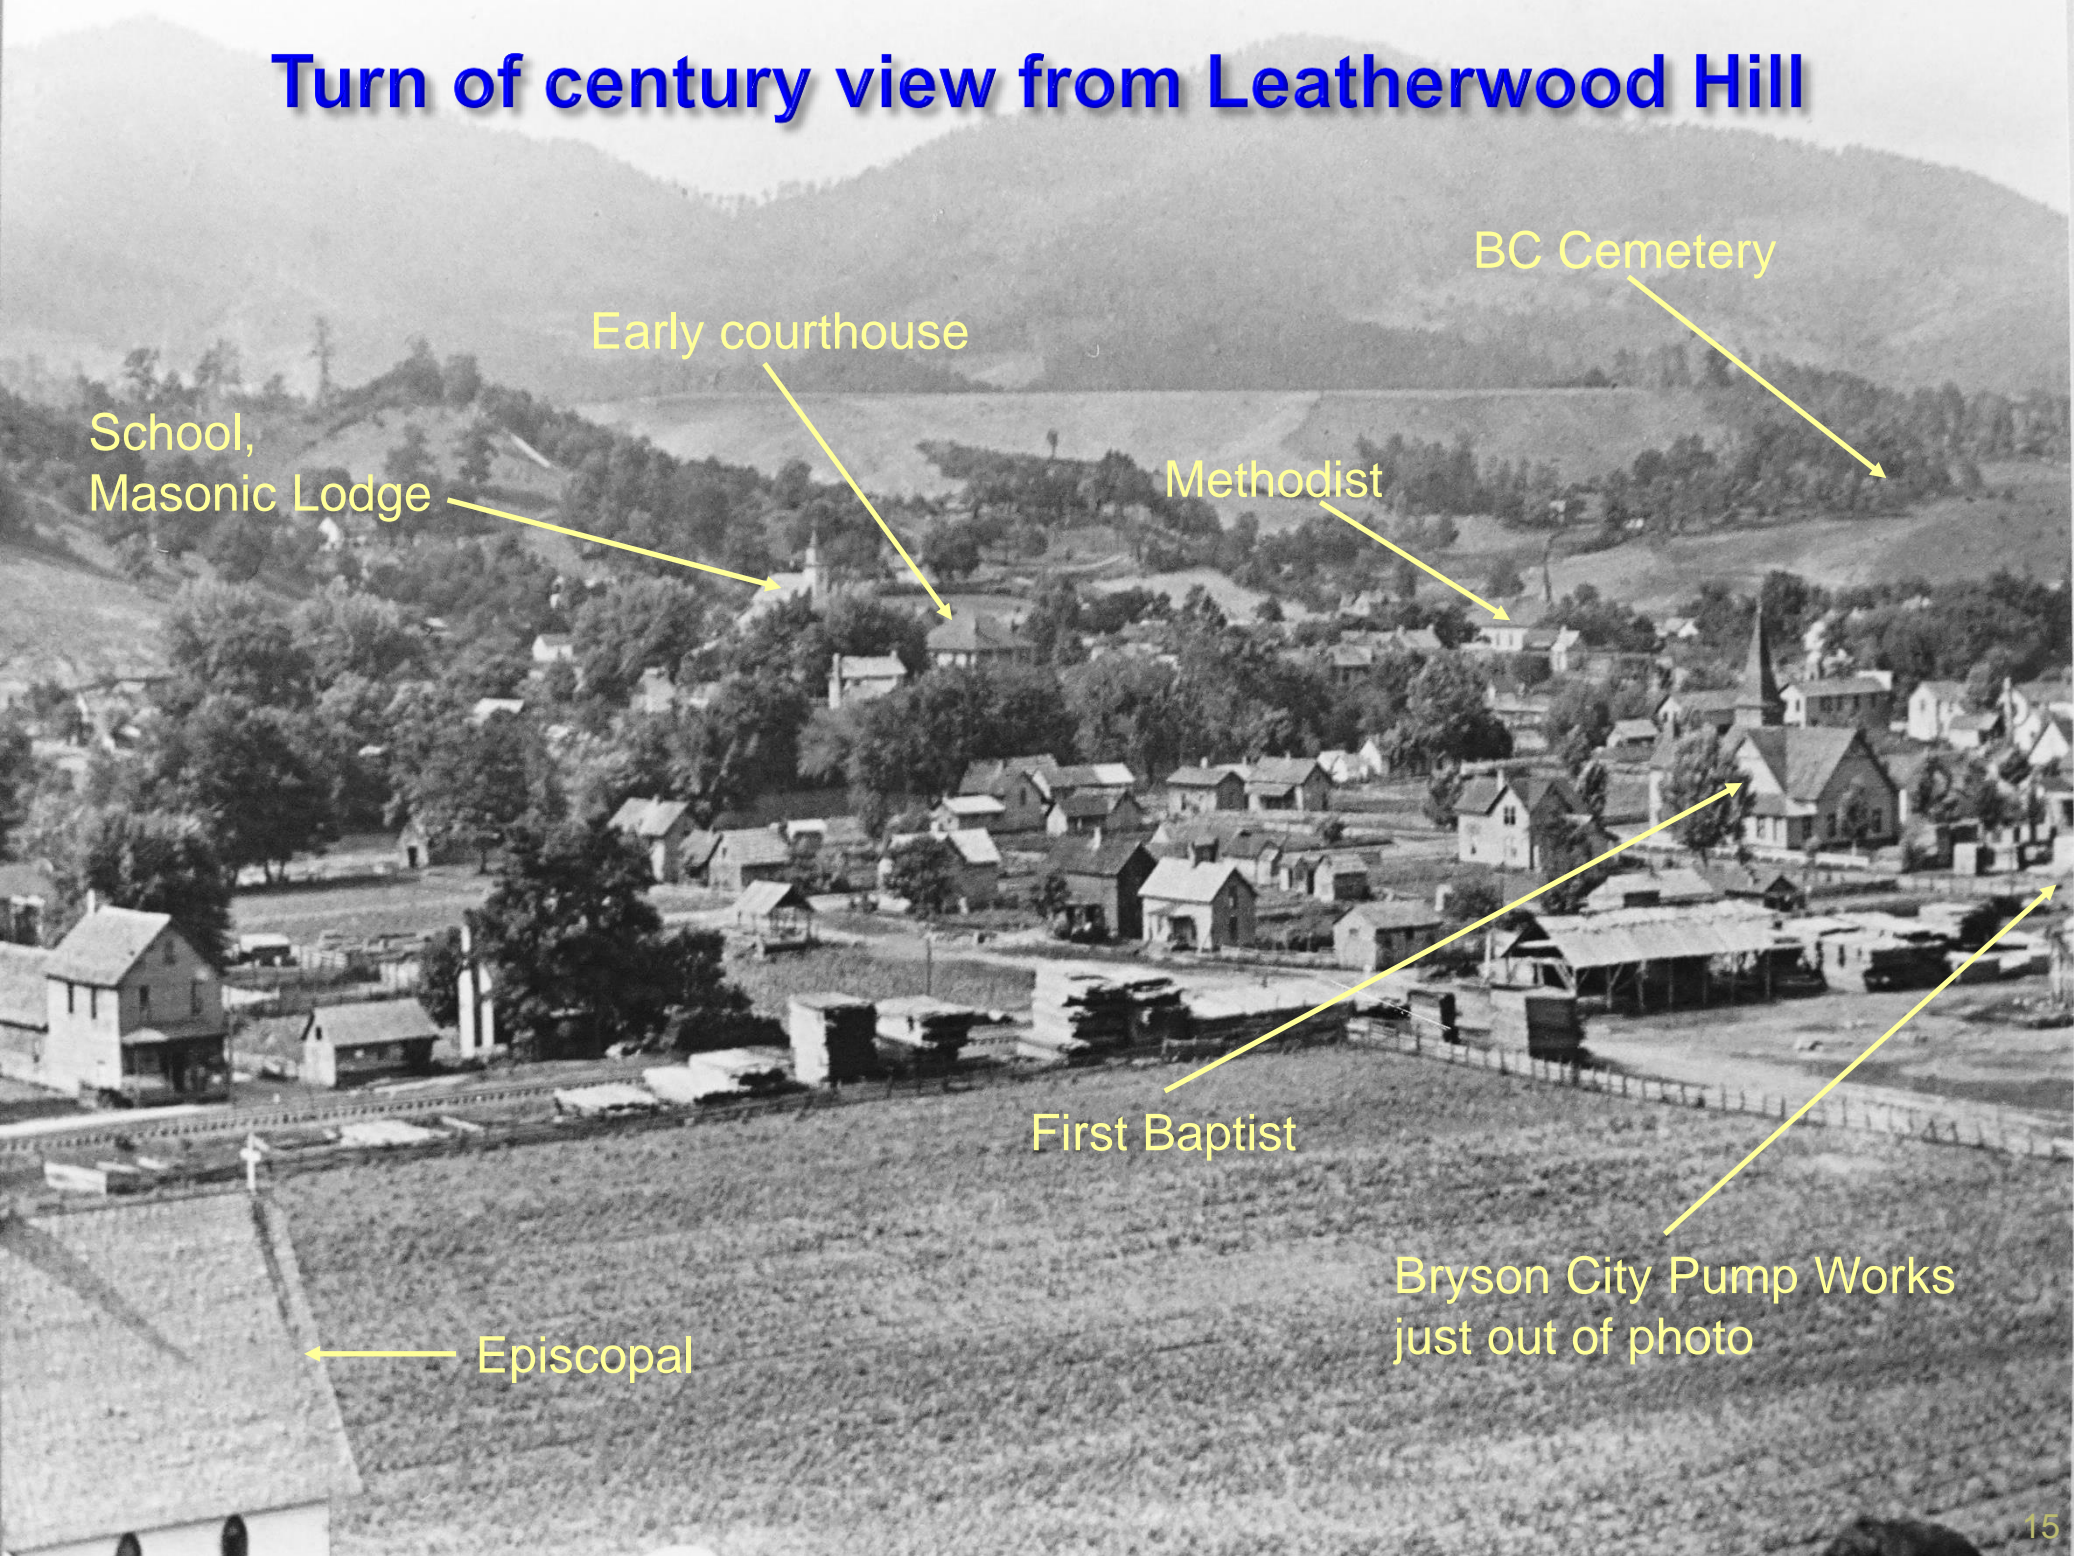 Turn of century view from Leatherwood Hill
BC Cemetery
Early courthouse
School,
Masonic Lodge
Methodist
First Baptist
Bryson City Pump Works
just out of photo
Episcopal
15